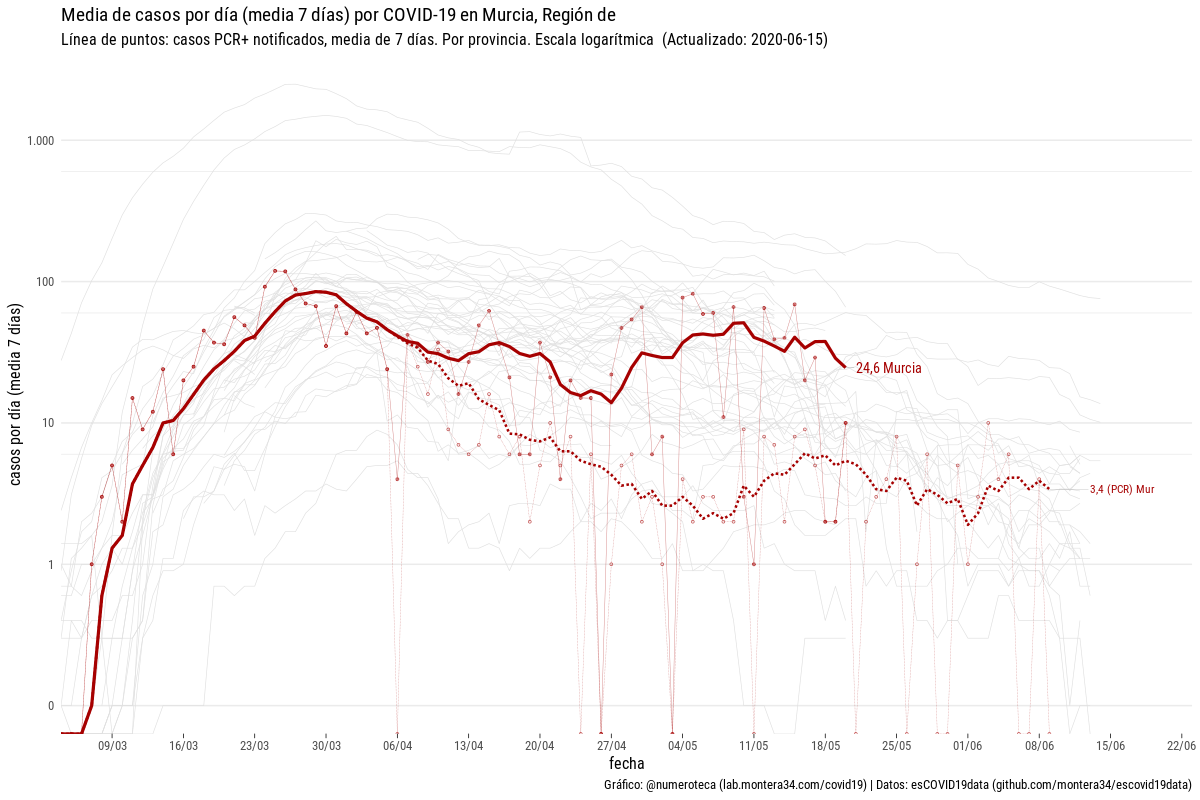 Media de casos por día (media 7 días) por COVID-19 en Murcia, Región de
Línea de puntos: casos PCR+ notificados, media de 7 días. Por provincia. Escala logarítmica (Actualizado: 2020-06-15)
casos por día (media 7 días)
1.000
100
10
1
0
24,6 Murcia
3,4 (PCR) Mur
09/03 16/03 23/03 30/03 06/04 13/04 20/04 27/04 04/05 11/05 18/05 25/05 01/06 08/06 15/06 22/06
fecha
Gráfico: @numeroteca (lab.montera34.com/covid19) | Datos: esCOVID19data (github.com/montera34/escovid19data)